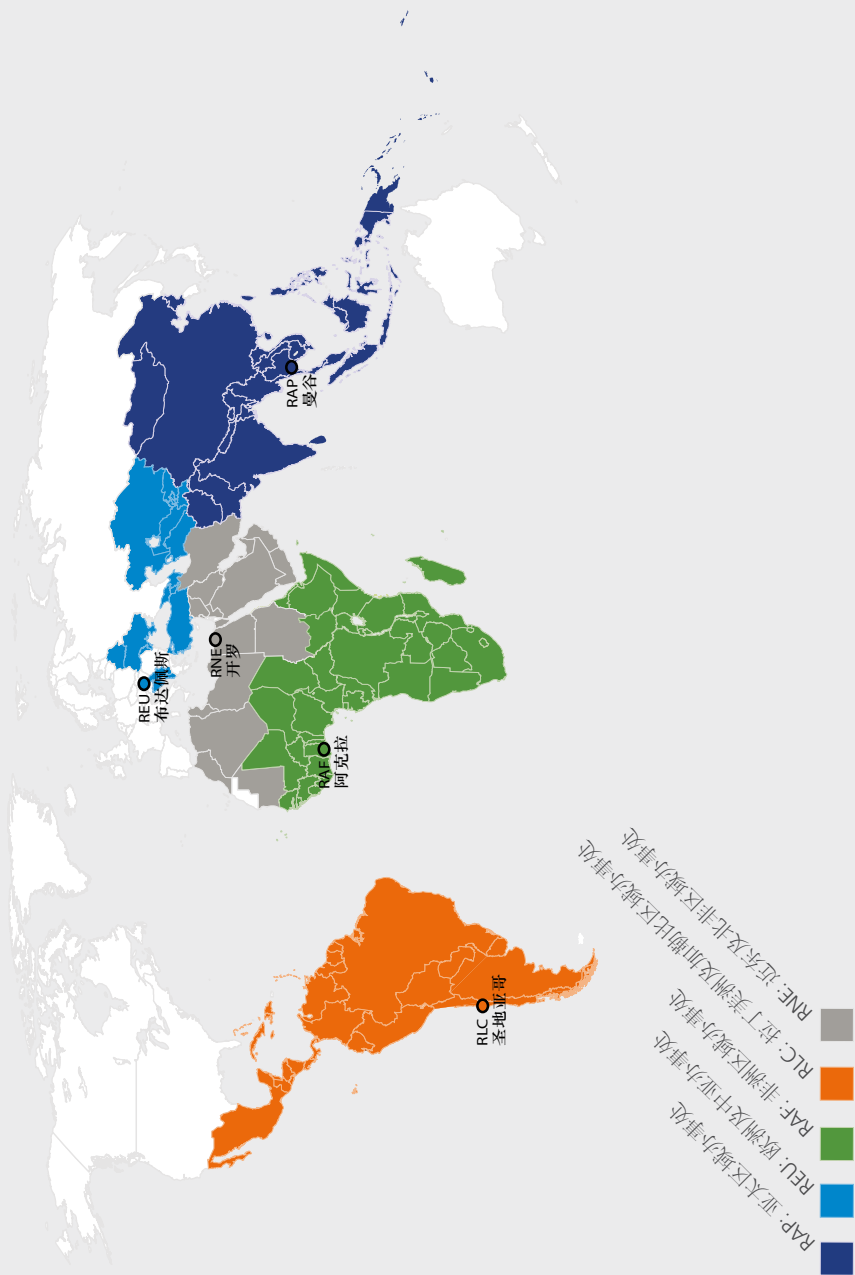 REU
布达佩斯
RNE
开罗
RAP
曼谷
RAF
阿克拉
RLC
圣地亚哥
RAP: 亚太区域办事处
REU: 欧洲及中亚办事处
RAF: 非洲区域办事处
RLC: 拉丁美洲及加勒比区域办事处
RNE: 近东及北非区域办事处